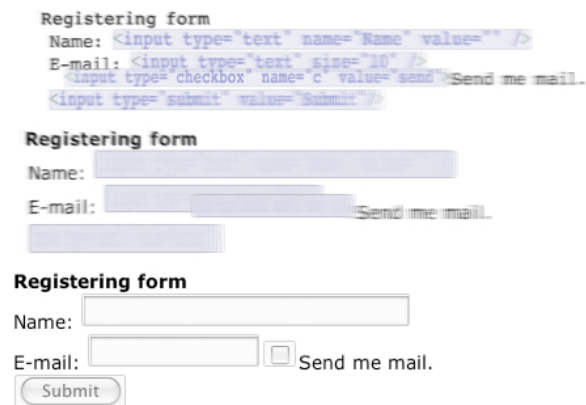 Registering form
Name: <input type="text" name="Name" value="" />
E-mail: <input type="text" size="10" />
<input type="checkbox" name="c" value="send">Send me mail.
<input type="submit" value="Submit"/>
Registering form
Name:
E-mail: Send me mail.
Registering form
Name:
E-mail: Send me mail.
Submit